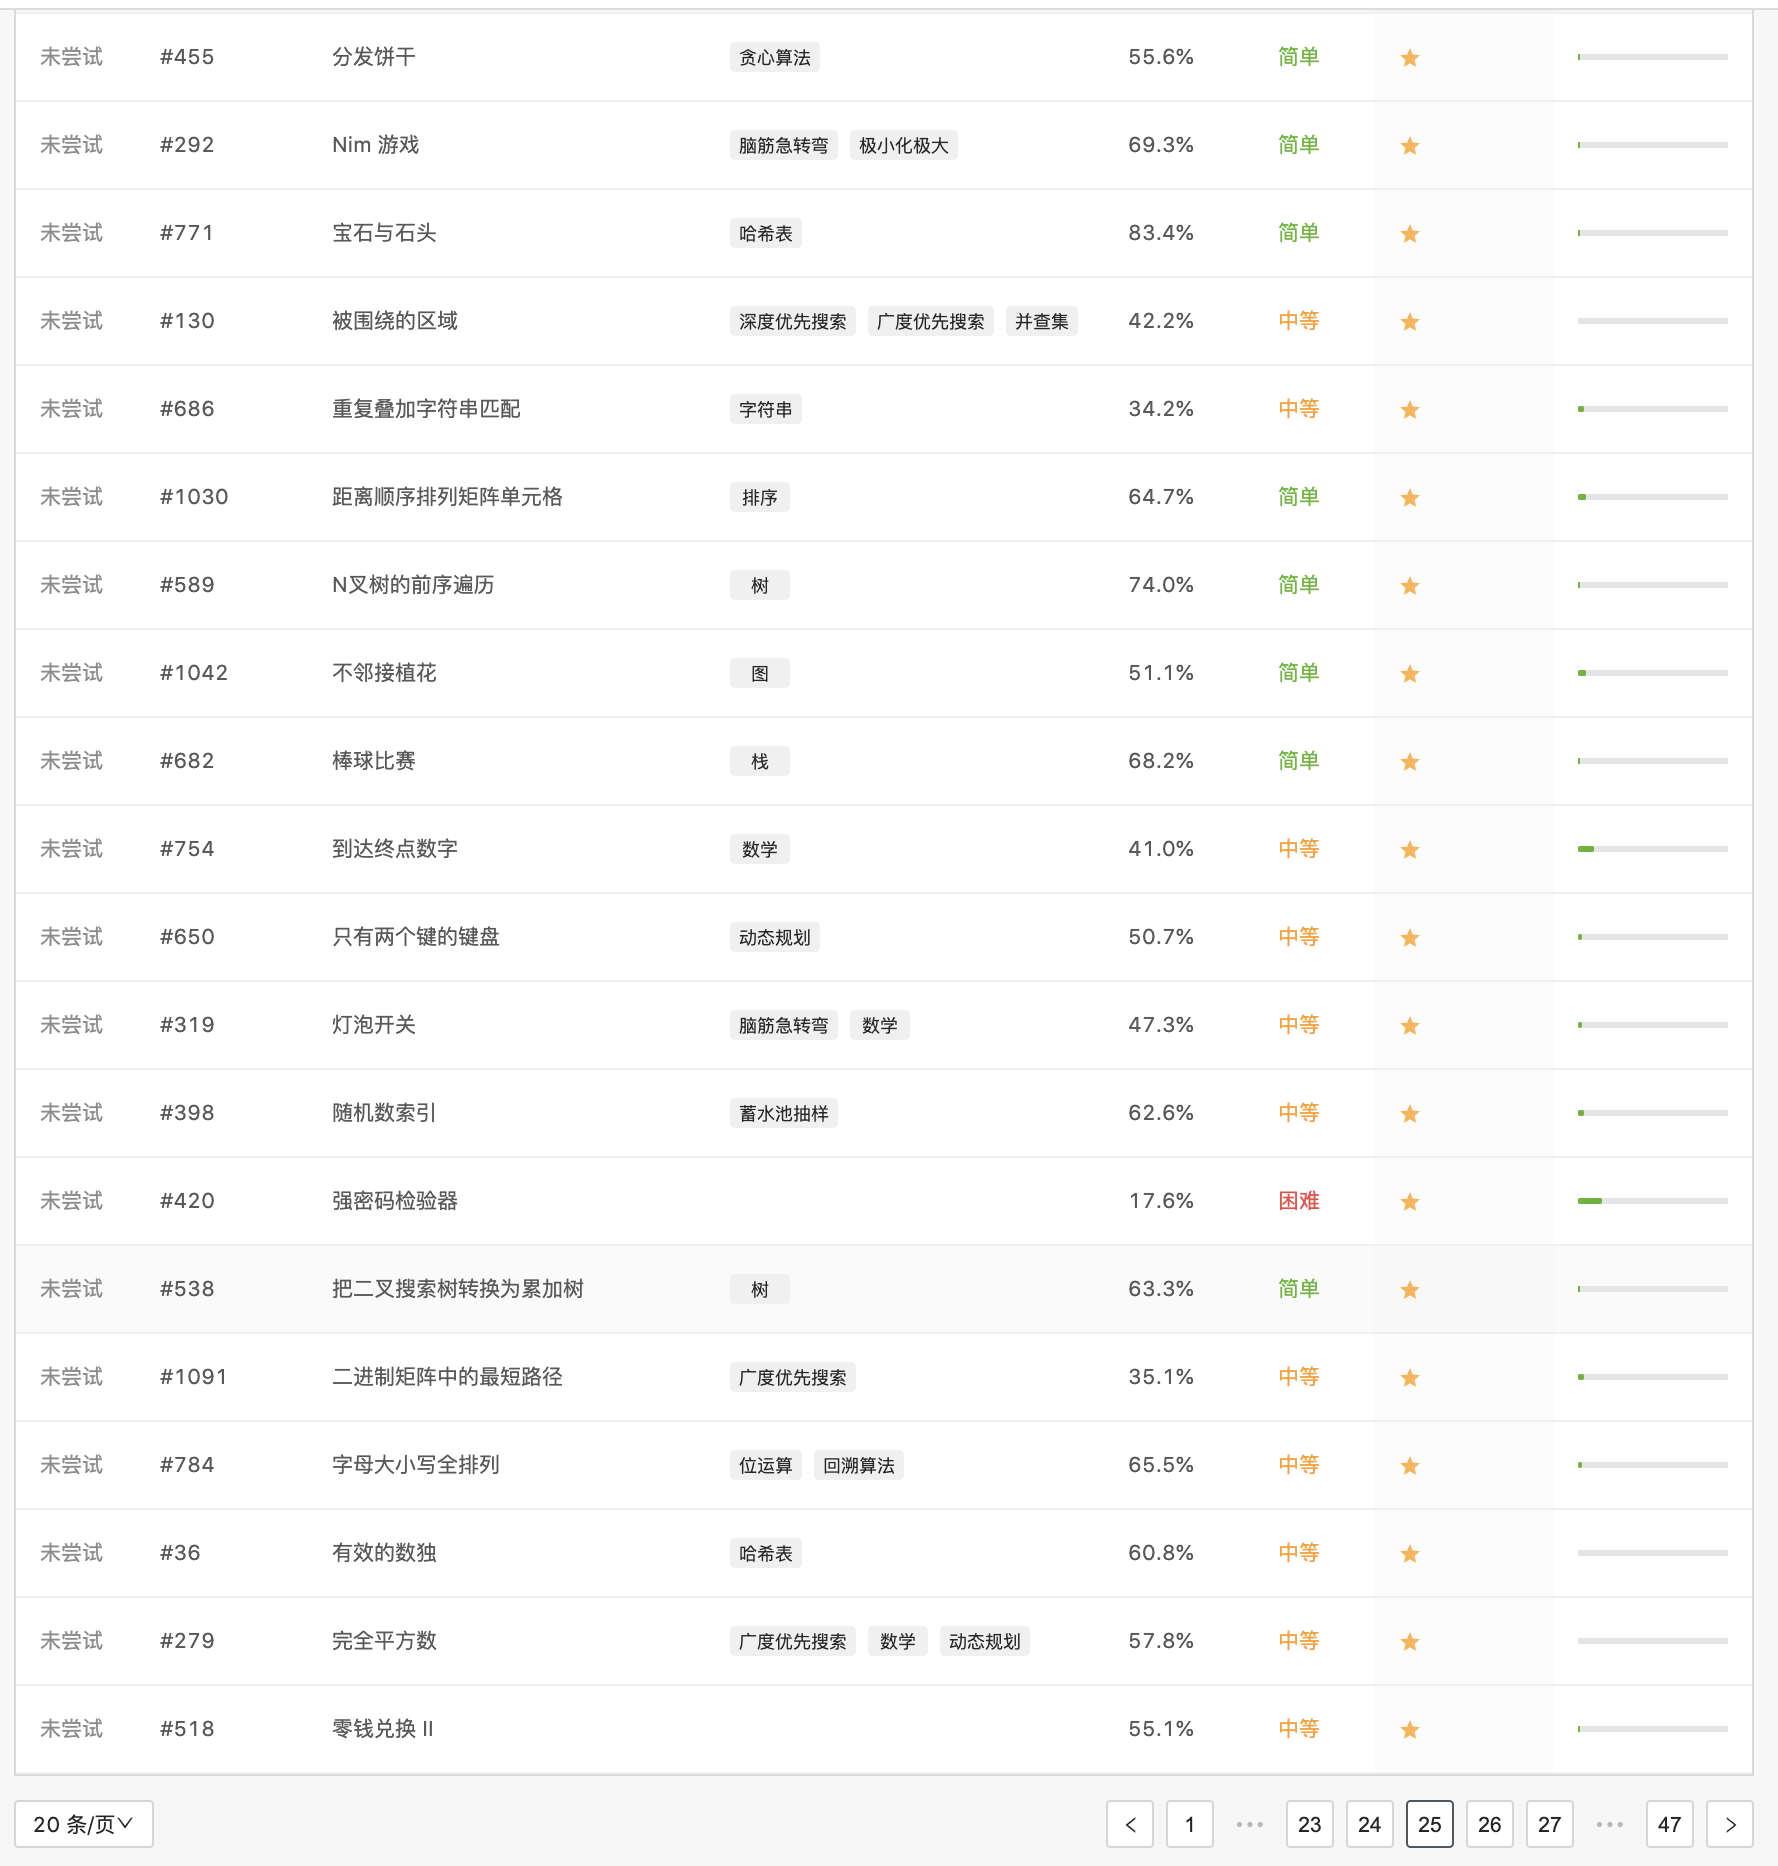 未尝试 #455 分发饼干 贪心算法 55.6% 简单
未尝试 #292 Nim 游戏 脑筋急转弯 极小化极大 69.3% 简单
未尝试 #771 宝石与石头 哈希表 83.4% 简单
未尝试 #130 被围绕的区域 深度优先搜索 广度优先搜索 并查集 42.2% 中等
未尝试 #686 重复叠加字符串匹配 字符串 34.2% 中等
未尝试 #1030 距离顺序排列矩阵单元格 排序 64.7% 简单
未尝试 #589 N叉树的前序遍历 树 74.0% 简单
未尝试 #1042 不邻接植花 图 51.1% 简单
未尝试 #682 棒球比赛 栈 68.2% 简单
未尝试 #754 到达终点数字 数学 41.0% 中等
未尝试 #650 只有两个键的键盘 动态规划 50.7% 中等
未尝试 #319 灯泡开关 脑筋急转弯 数学 47.3% 中等
未尝试 #398 随机数索引 蓄水池抽样 62.6% 中等
未尝试 #420 强密码检验器 17.6% 困难
未尝试 #538 把二叉搜索树转换为累加树 树 63.3% 简单
未尝试 #1091 二进制矩阵中的最短路径 广度优先搜索 35.1% 中等
未尝试 #784 字母大小写全排列 位运算 回溯算法 65.5% 中等
未尝试 #36 有效的数独 哈希表 60.8% 中等
未尝试 #279 完全平方数 广度优先搜索 数学 动态规划 57.8% 中等
未尝试 #518 零钱兑换 II 55.1% 中等
20 条/页 < 1 ••• 23 24 25 26 27 ••• 47 >